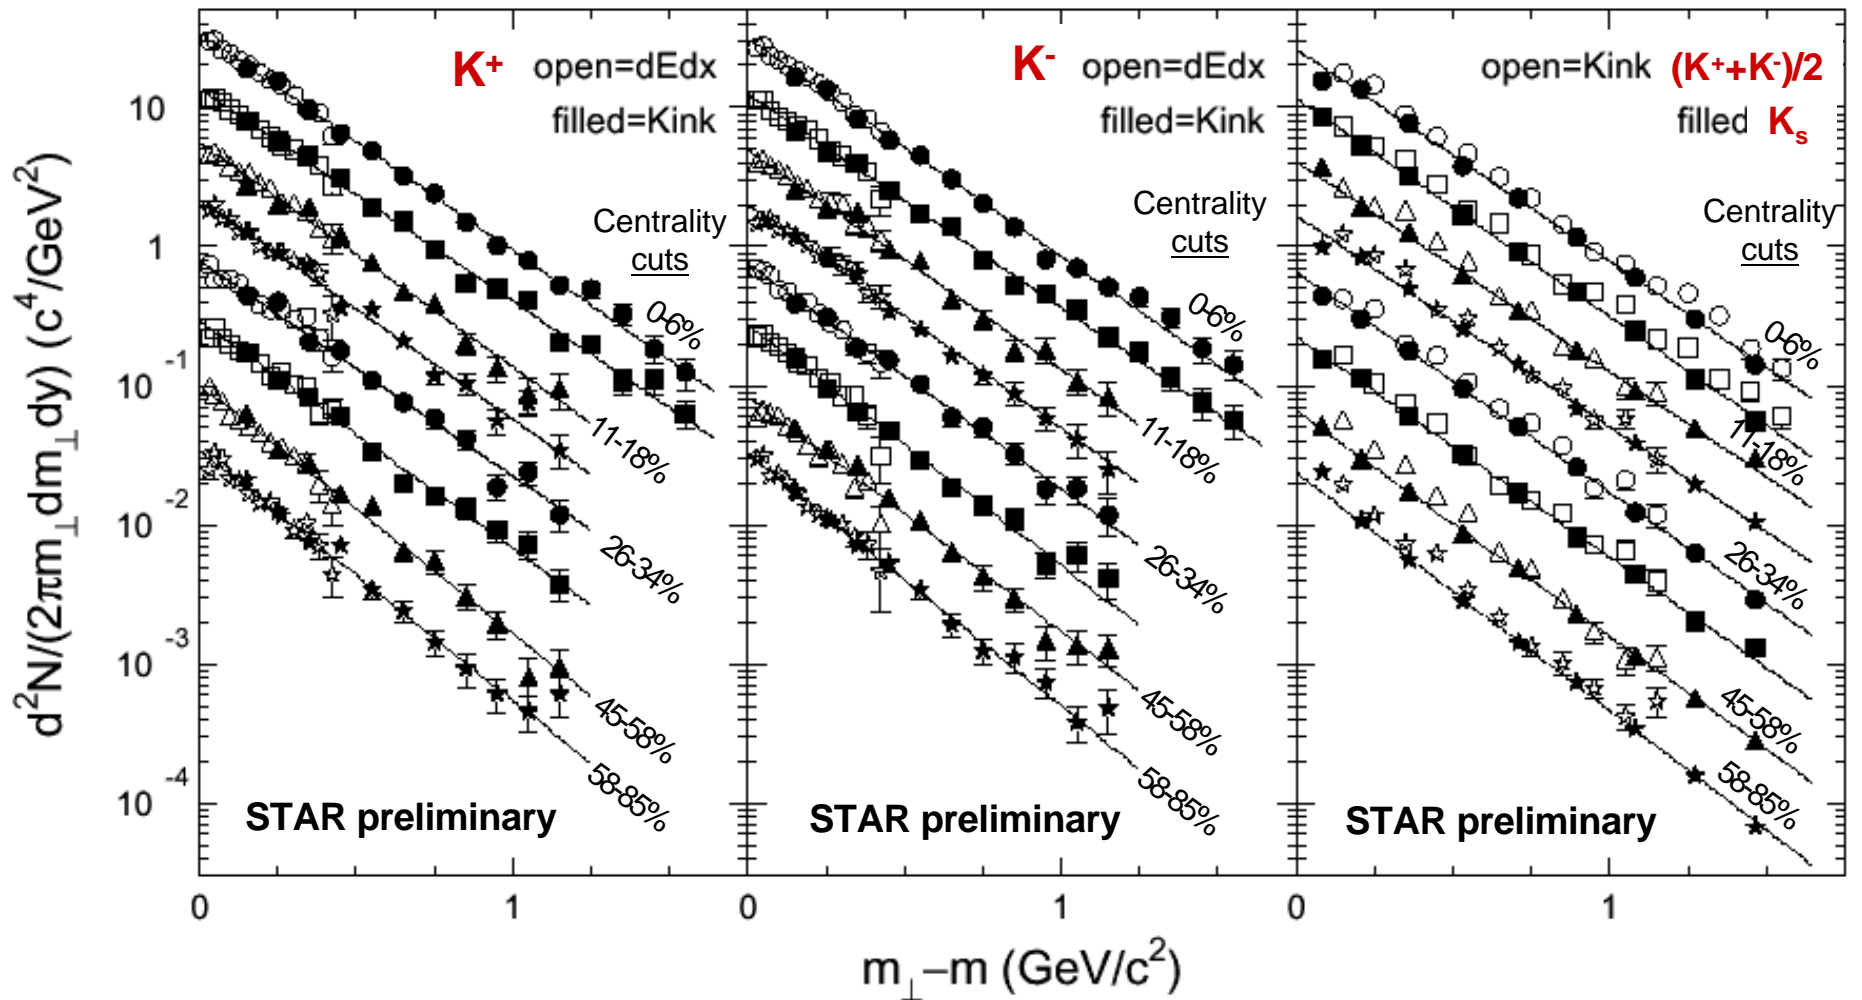 d²N/(2πm⊥dm⊥dy) (c⁴/GeV²)
10
1
10⁻¹
10⁻²
10⁻³
10⁻⁴
K⁺ open=dEdx
filled=Kink
Centrality
cuts
0-6%
11-18%
26-34%
45-58%
58-85%
STAR preliminary
K⁻ open=dEdx
filled=Kink
Centrality
cuts
0-6%
11-18%
26-34%
45-58%
58-85%
STAR preliminary
open=Kink (K⁺+K⁻)/2
filled Kₛ
Centrality
cuts
0-6%
11-18%
26-34%
45-58%
58-85%
STAR preliminary
0 1 0 1 0 1
m⊥–m (GeV/c²)